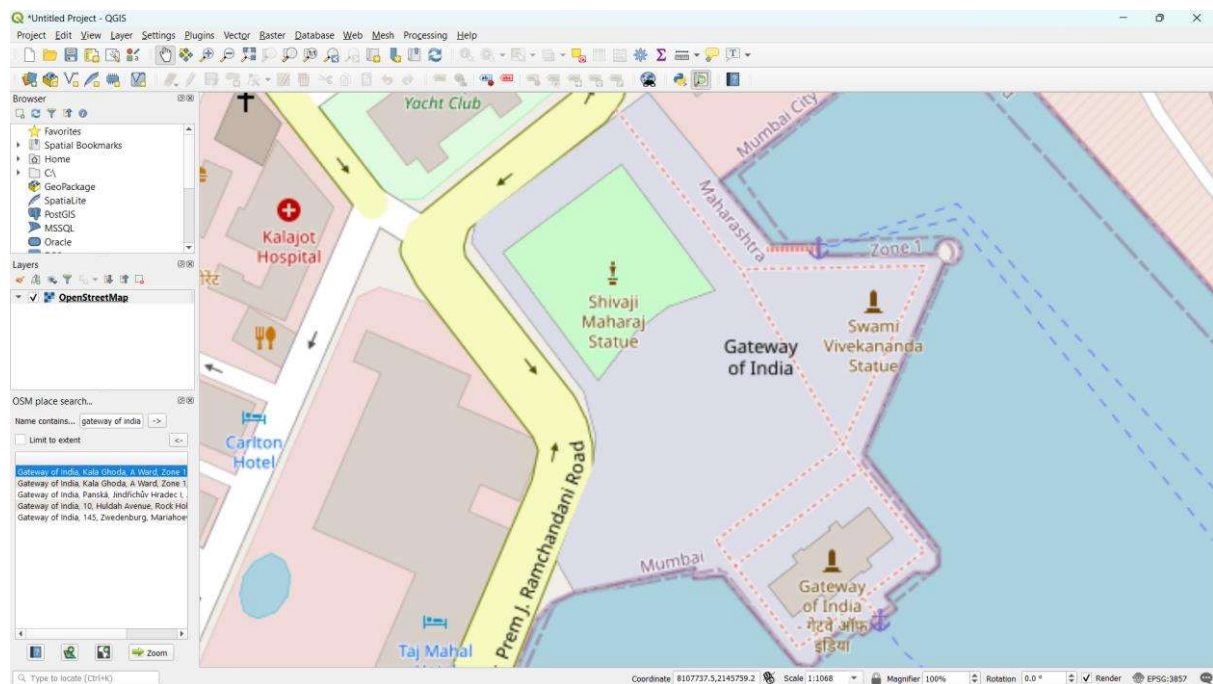 *Untitled Project - QGIS
Project Edit View Layer Settings Plugins Vector Raster Database Web Mesh Processing Help
Browser
Favorites
Spatial Bookmarks
Home
C:\
GeoPackage
SpatiaLite
PostGIS
MSSQL
Oracle
Layers
OpenStreetMap
OSM place search...
Name contains... gateway of india ->
Limit to extent <-
Gateway of India, Kala Ghoda, A Ward, Zone 1
Gateway of India, Kala Ghoda, A Ward, Zone 1
Gateway of India, Panská, Jindřichův Hradec I,
Gateway of India, 10, Huldah Avenue, Rock Hol
Gateway of India, 145, Zwedenburg, Mariahoe
Zoom
Yacht Club
Mumbai City
Maharashtra
Zone 1
Kalajot
Hospital
Shivaji
Maharaj
Statue
Swami
Vivekananda
Statue
Gateway
of India
Carlton
Hotel
Prem J. Ramchandani Road
Mumbai
Gateway
of India
- गेटवे ऑफ
इंडिया
Taj Mahal
Type to locate (Ctrl+K)
Coordinate 8107737.5,2145759.2 Scale 1:1068 Magnifier 100% Rotation 0.0 ° Render EPSG:3857